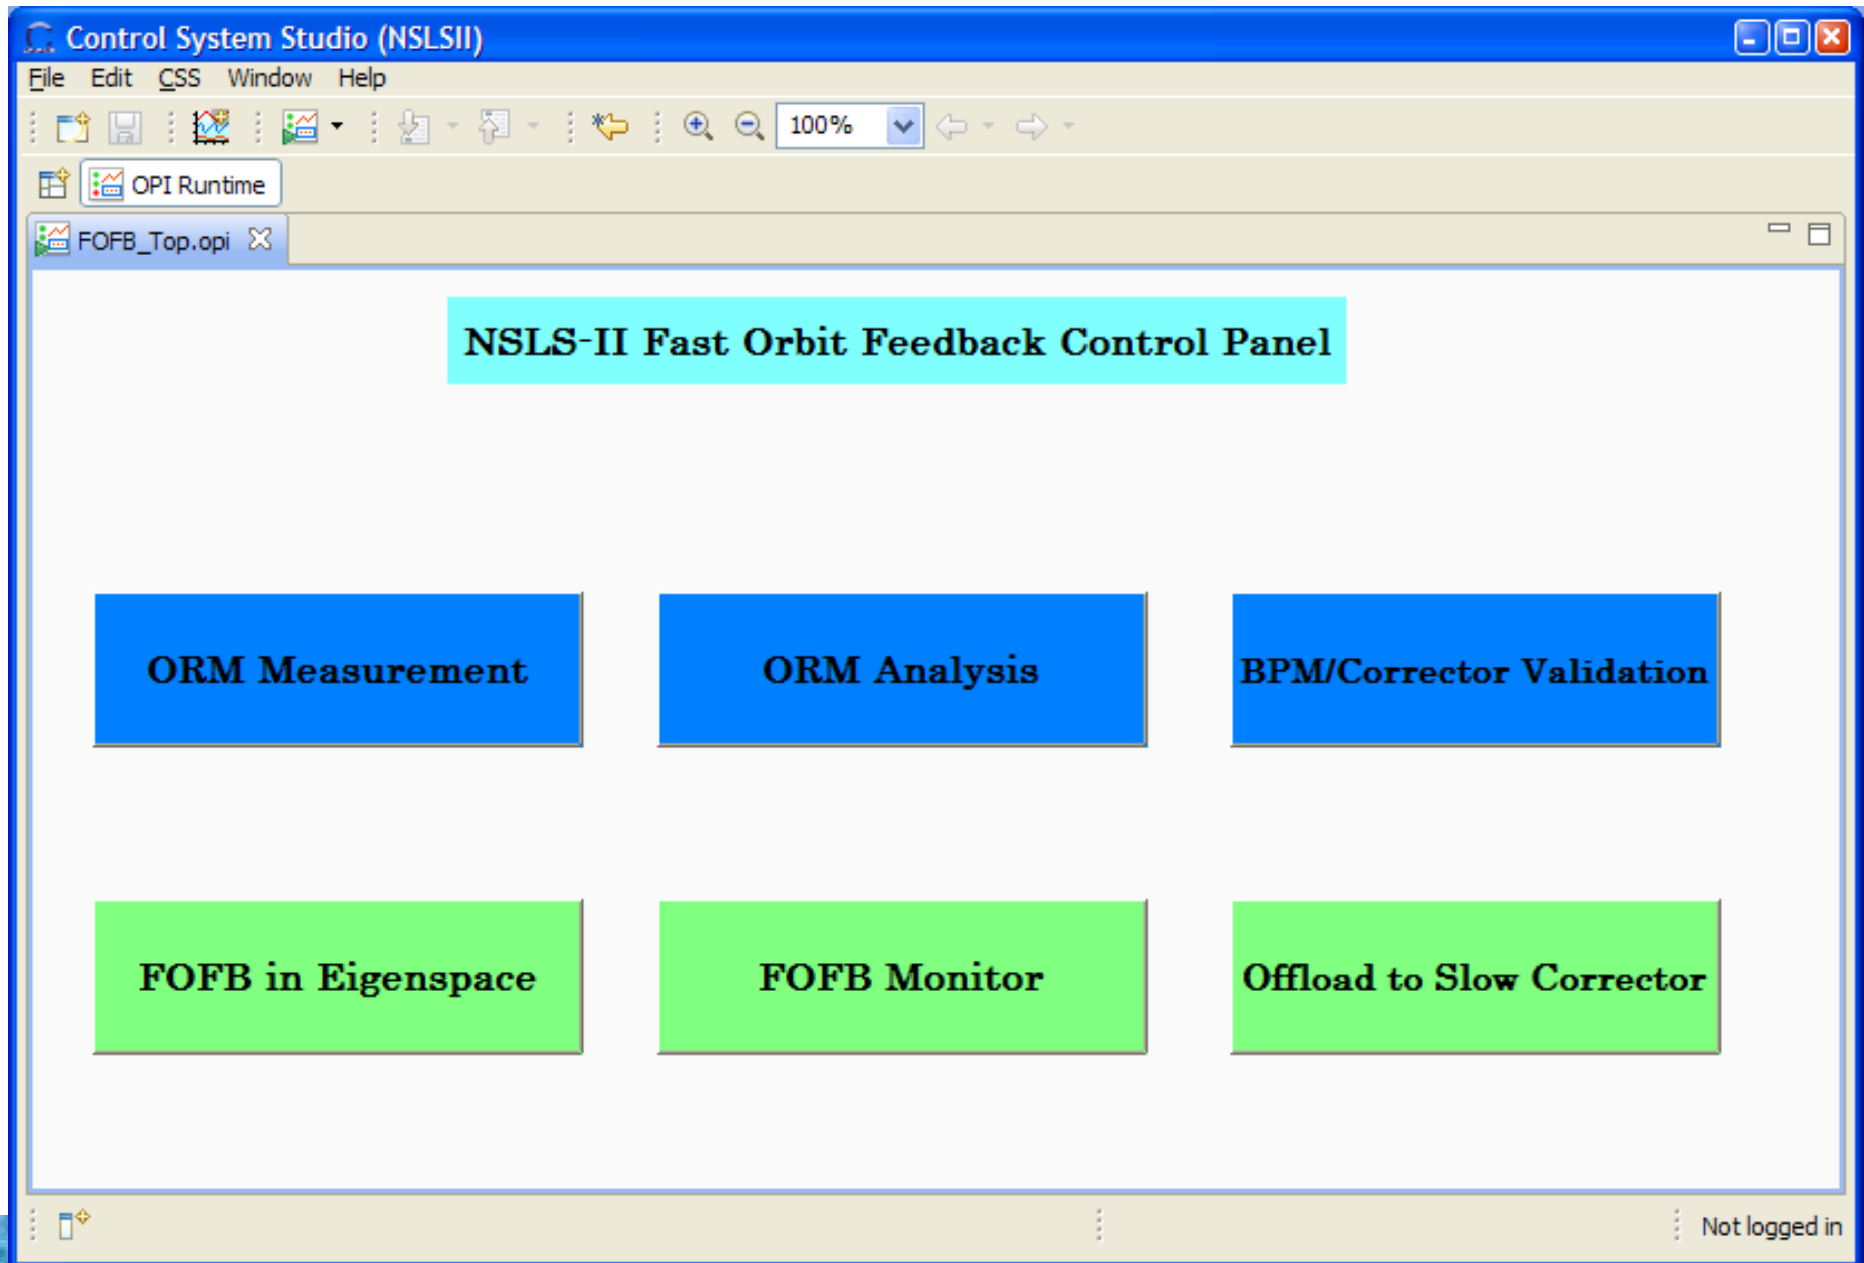 Control System Studio (NSLSII)
File Edit CSS Window Help
100%
OPI Runtime
FOFB_Top.opi
NSLS-II Fast Orbit Feedback Control Panel
ORM Measurement ORM Analysis BPM/Corrector Validation
FOFB in Eigenspace FOFB Monitor Offload to Slow Corrector
Not logged in